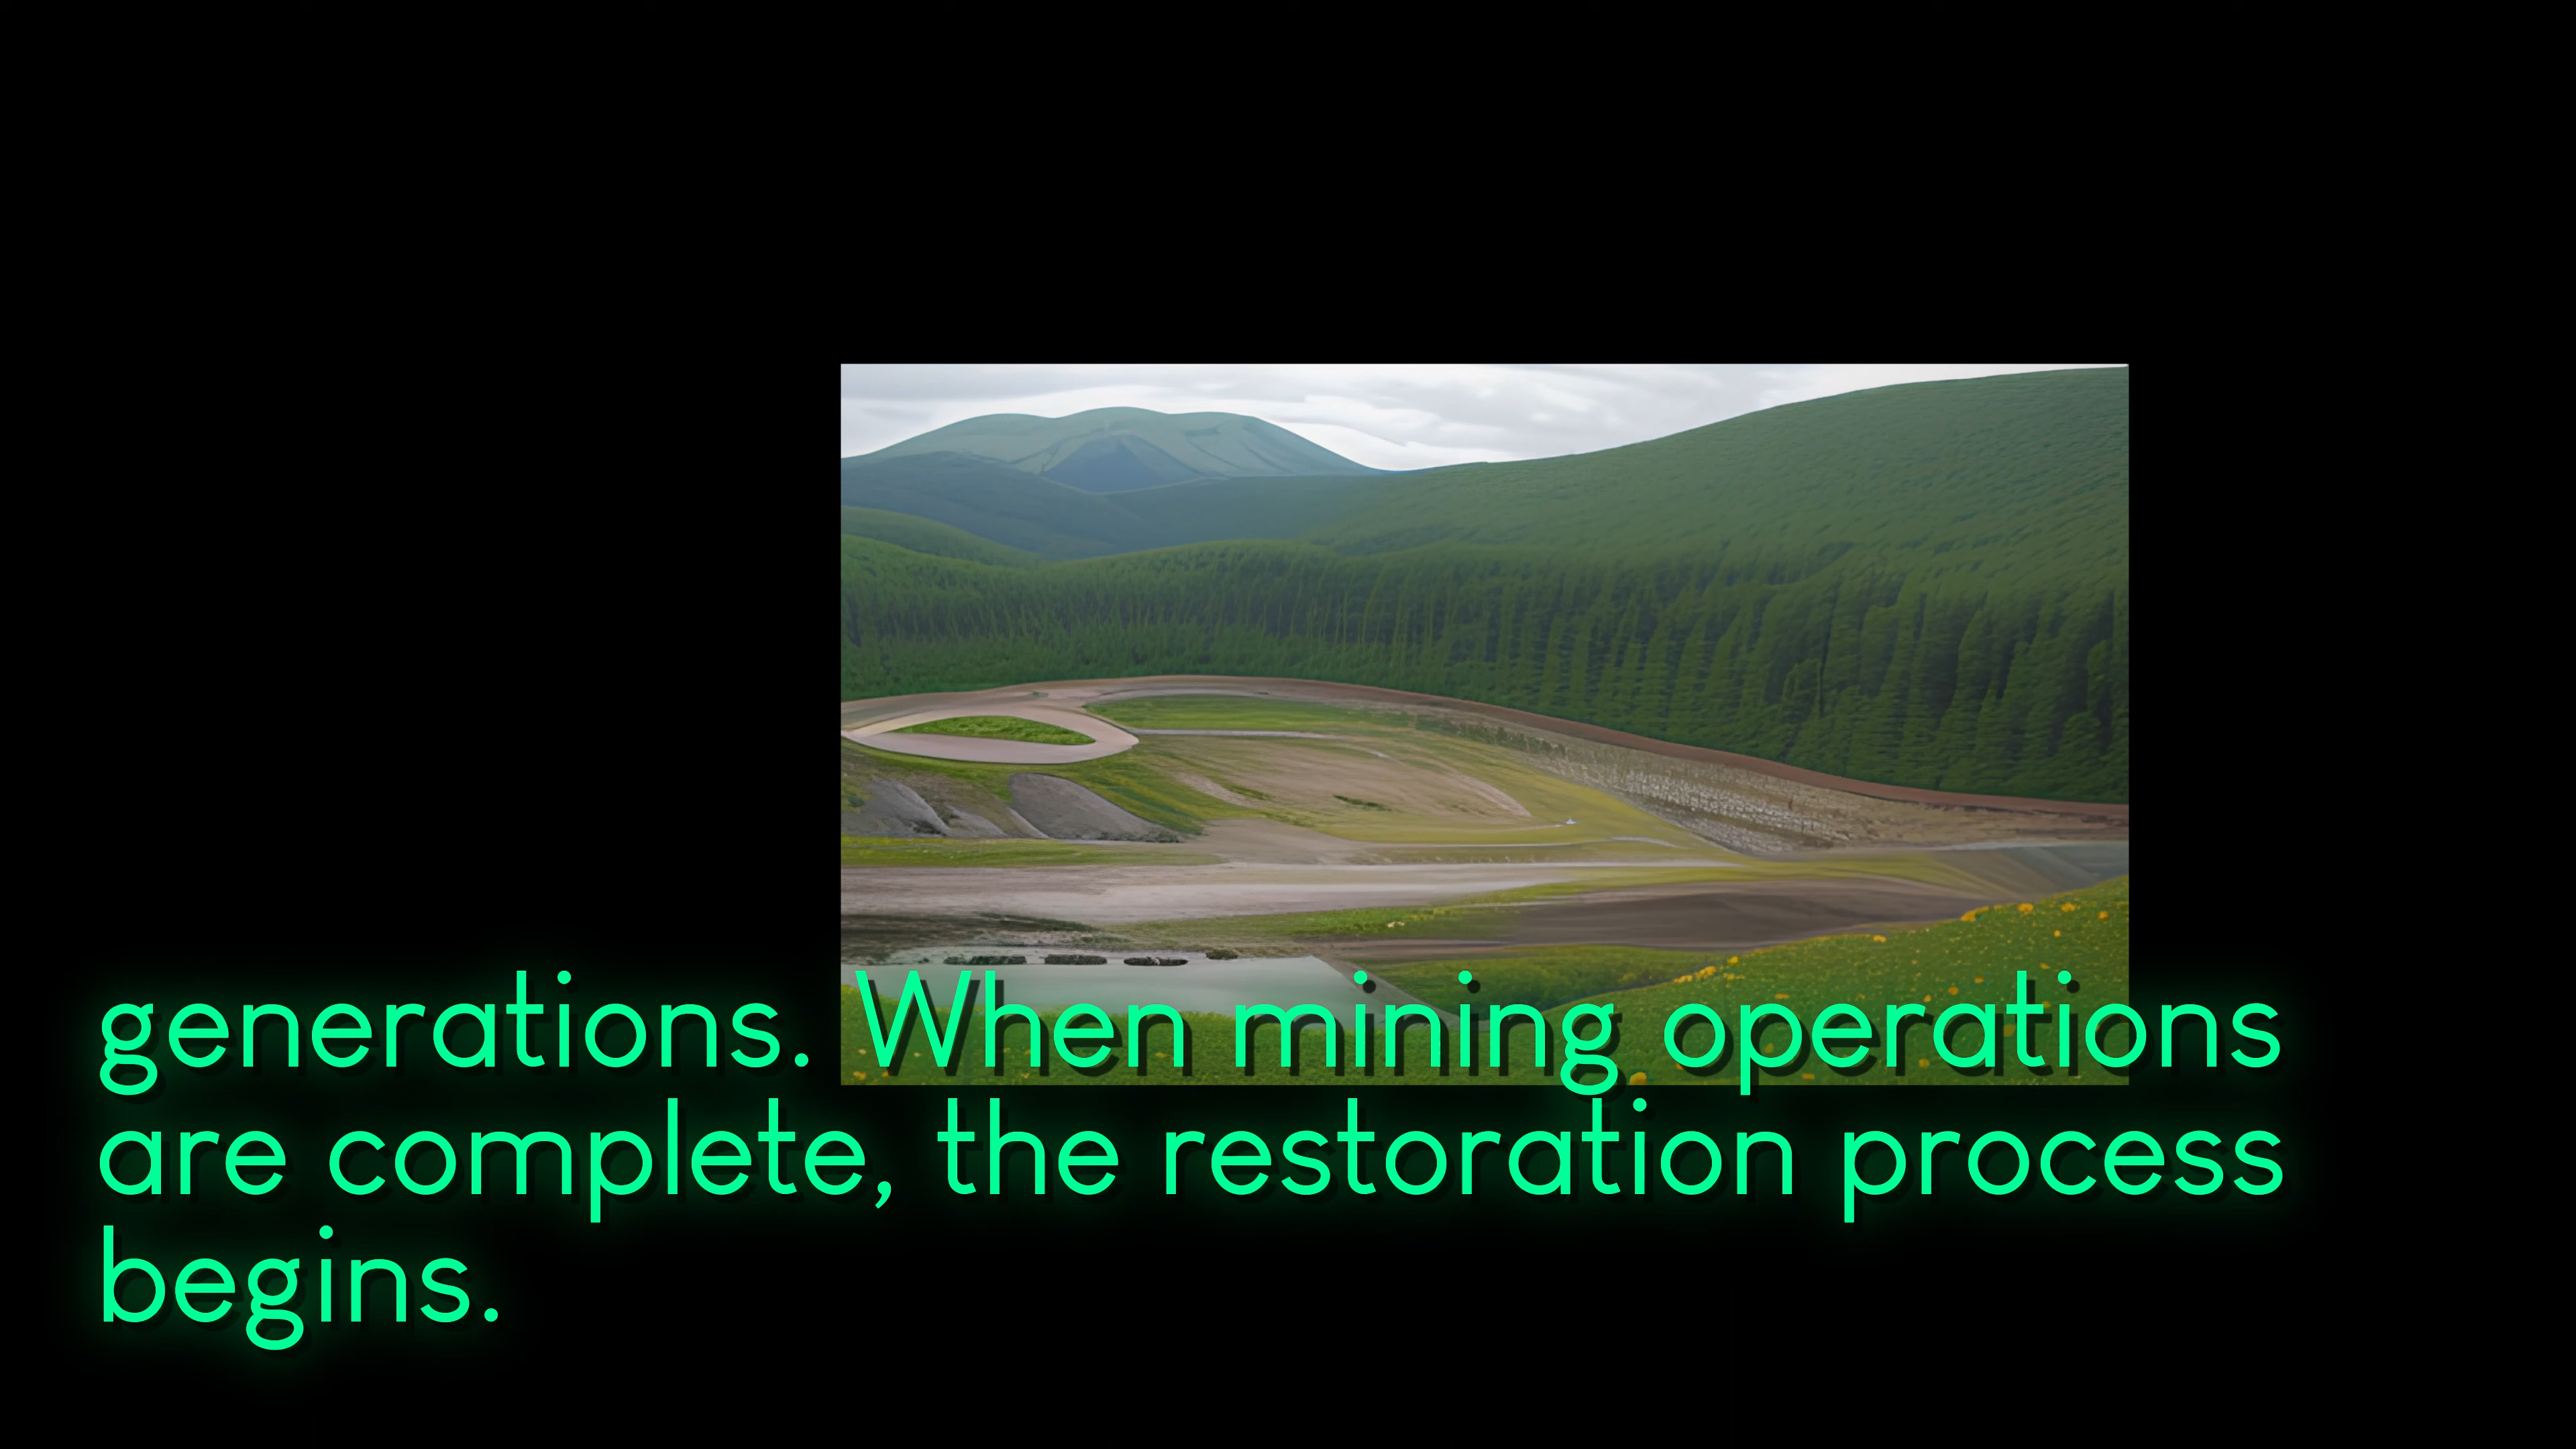 generations. When mining operations
are complete, the restoration process
begins.